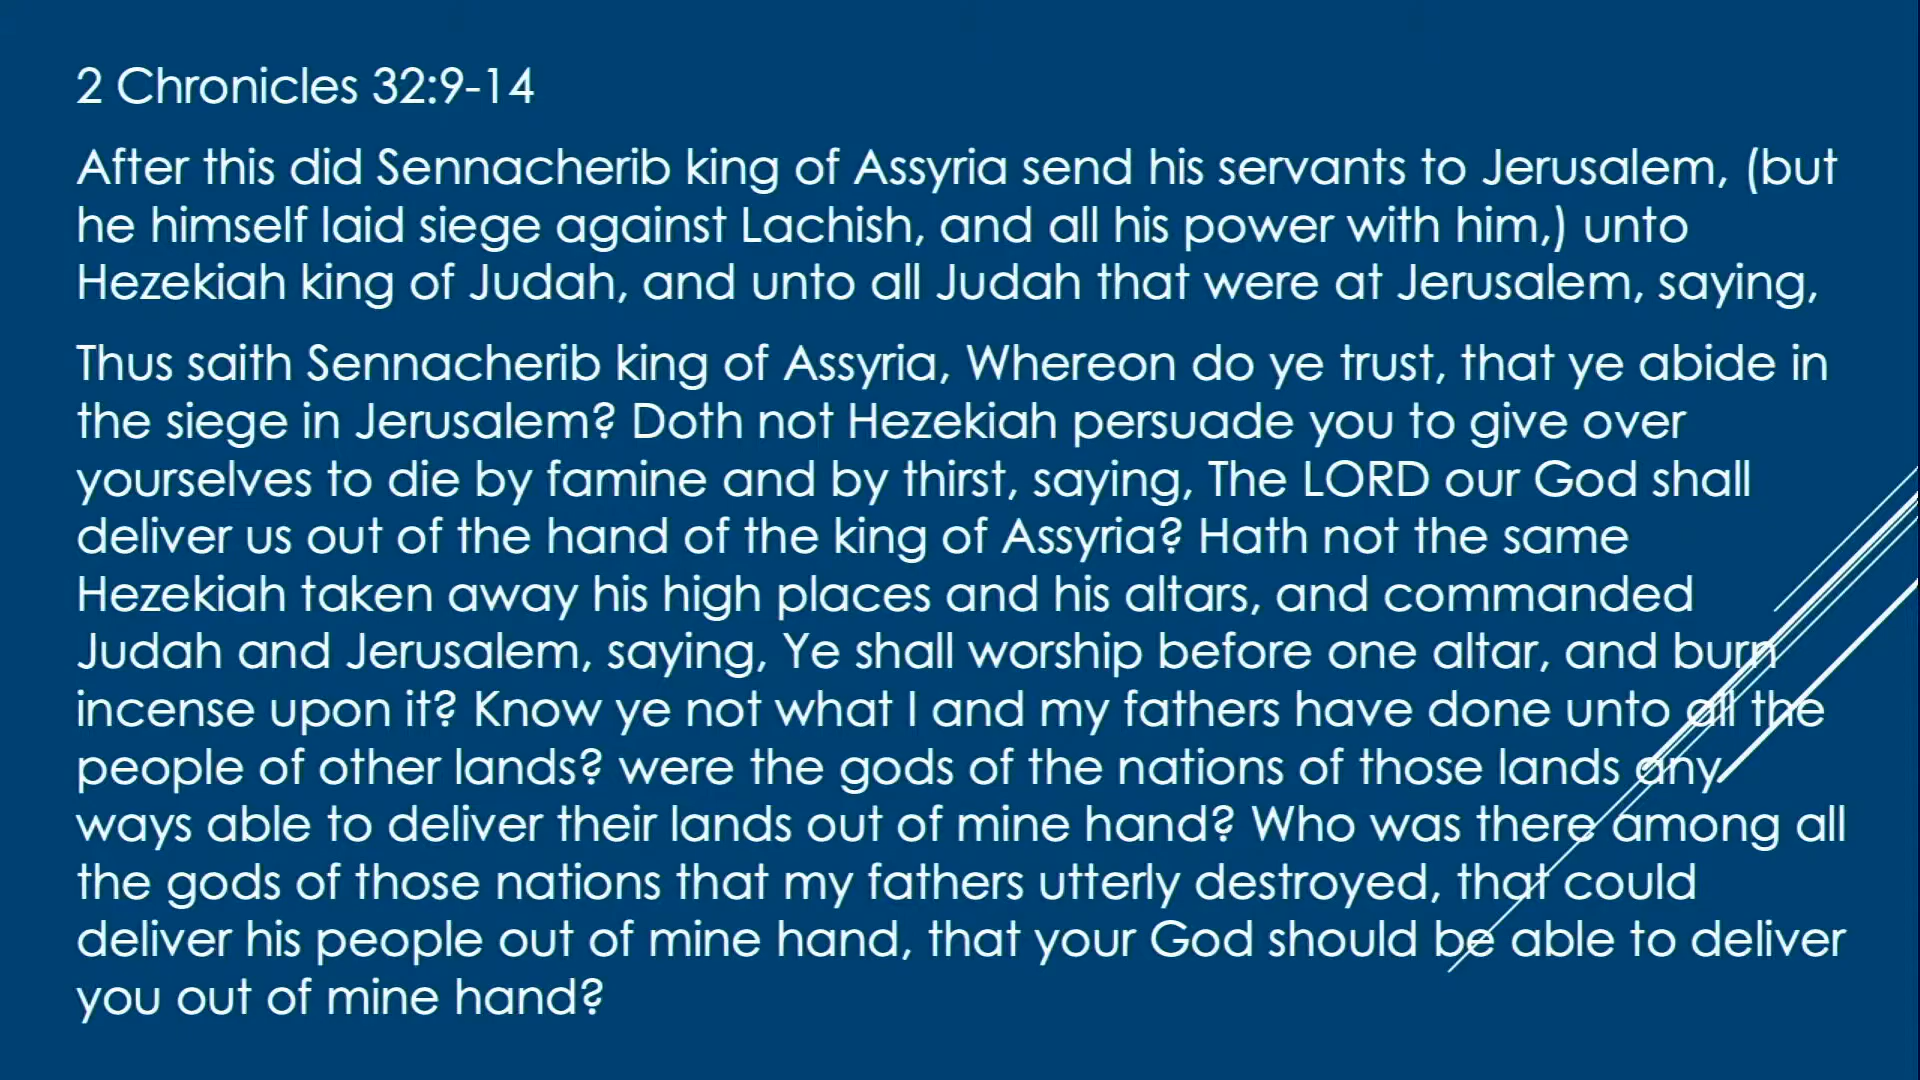 2 Chronicles 32:9-14
After this did Sennacherib king of Assyria send his servants to Jerusalem, (but
he himself laid siege against Lachish, and all his power with him,) unto
Hezekiah king of Judah, and unto all Judah that were at Jerusalem, saying,
Thus saith Sennacherib king of Assyria, Whereon do ye trust, that ye abide in
the siege in Jerusalem? Doth not Hezekiah persuade you to give over
yourselves to die by famine and by thirst, saying, The LORD our God shall
deliver us out of the hand of the king of Assyria? Hath not the same
Hezekiah taken away his high places and his altars, and commanded
Judah and Jerusalem, saying, Ye shall worship before one altar, and burn
incense upon it? Know ye not what I and my fathers have done unto all the
people of other lands? were the gods of the nations of those lands any
ways able to deliver their lands out of mine hand? Who was there among all
the gods of those nations that my fathers utterly destroyed, that could
deliver his people out of mine hand, that your God should be able to deliver
you out of mine hand?